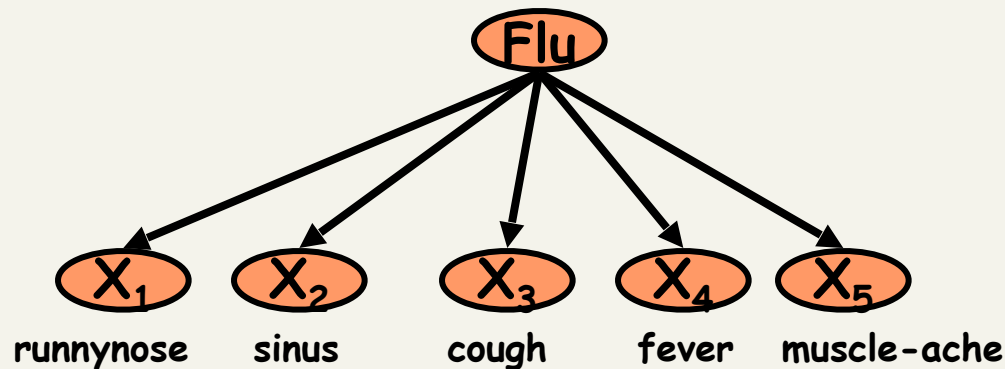 Flu
X₁ X₂ X₃ X₄ X₅
runnynose sinus cough fever muscle-ache